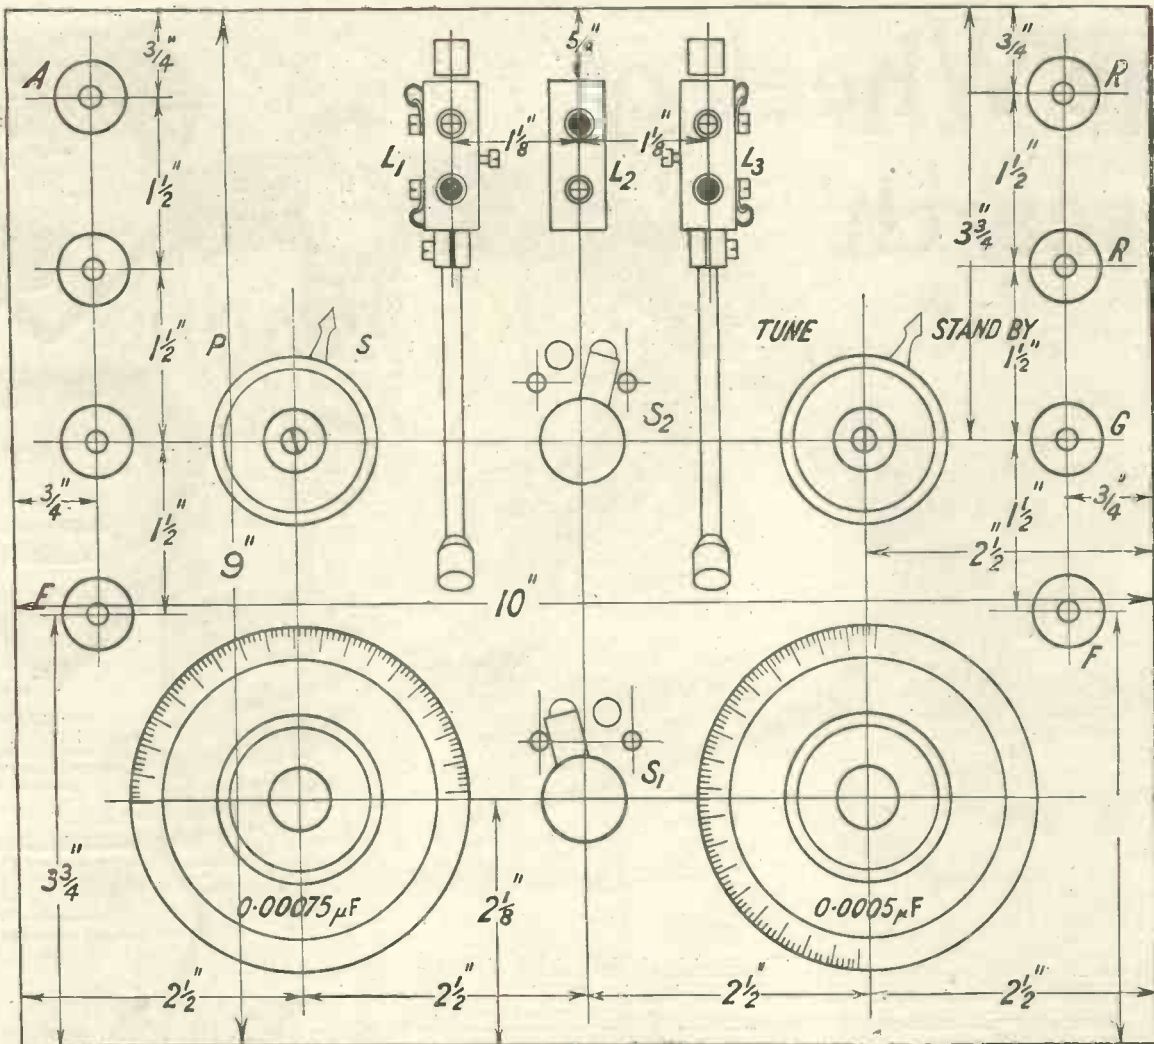 3/4"
5/8"
3/4"
A
R
1 1/8"
1 1/8"
1 1/2"
L1
L2
L3
1 1/2"
3 3/4"
R
P
S
TUNE
STAND BY
1 1/2"
1 1/2"
S2
G
3/4"
3/4"
1 1/2"
1 1/2"
2 1/2"
9"
E
10"
F
S1
3 3/4"
0.00075 μF
2 1/8"
0.0005 μF
2 1/2"
2 1/2"
2 1/2"
2 1/2"